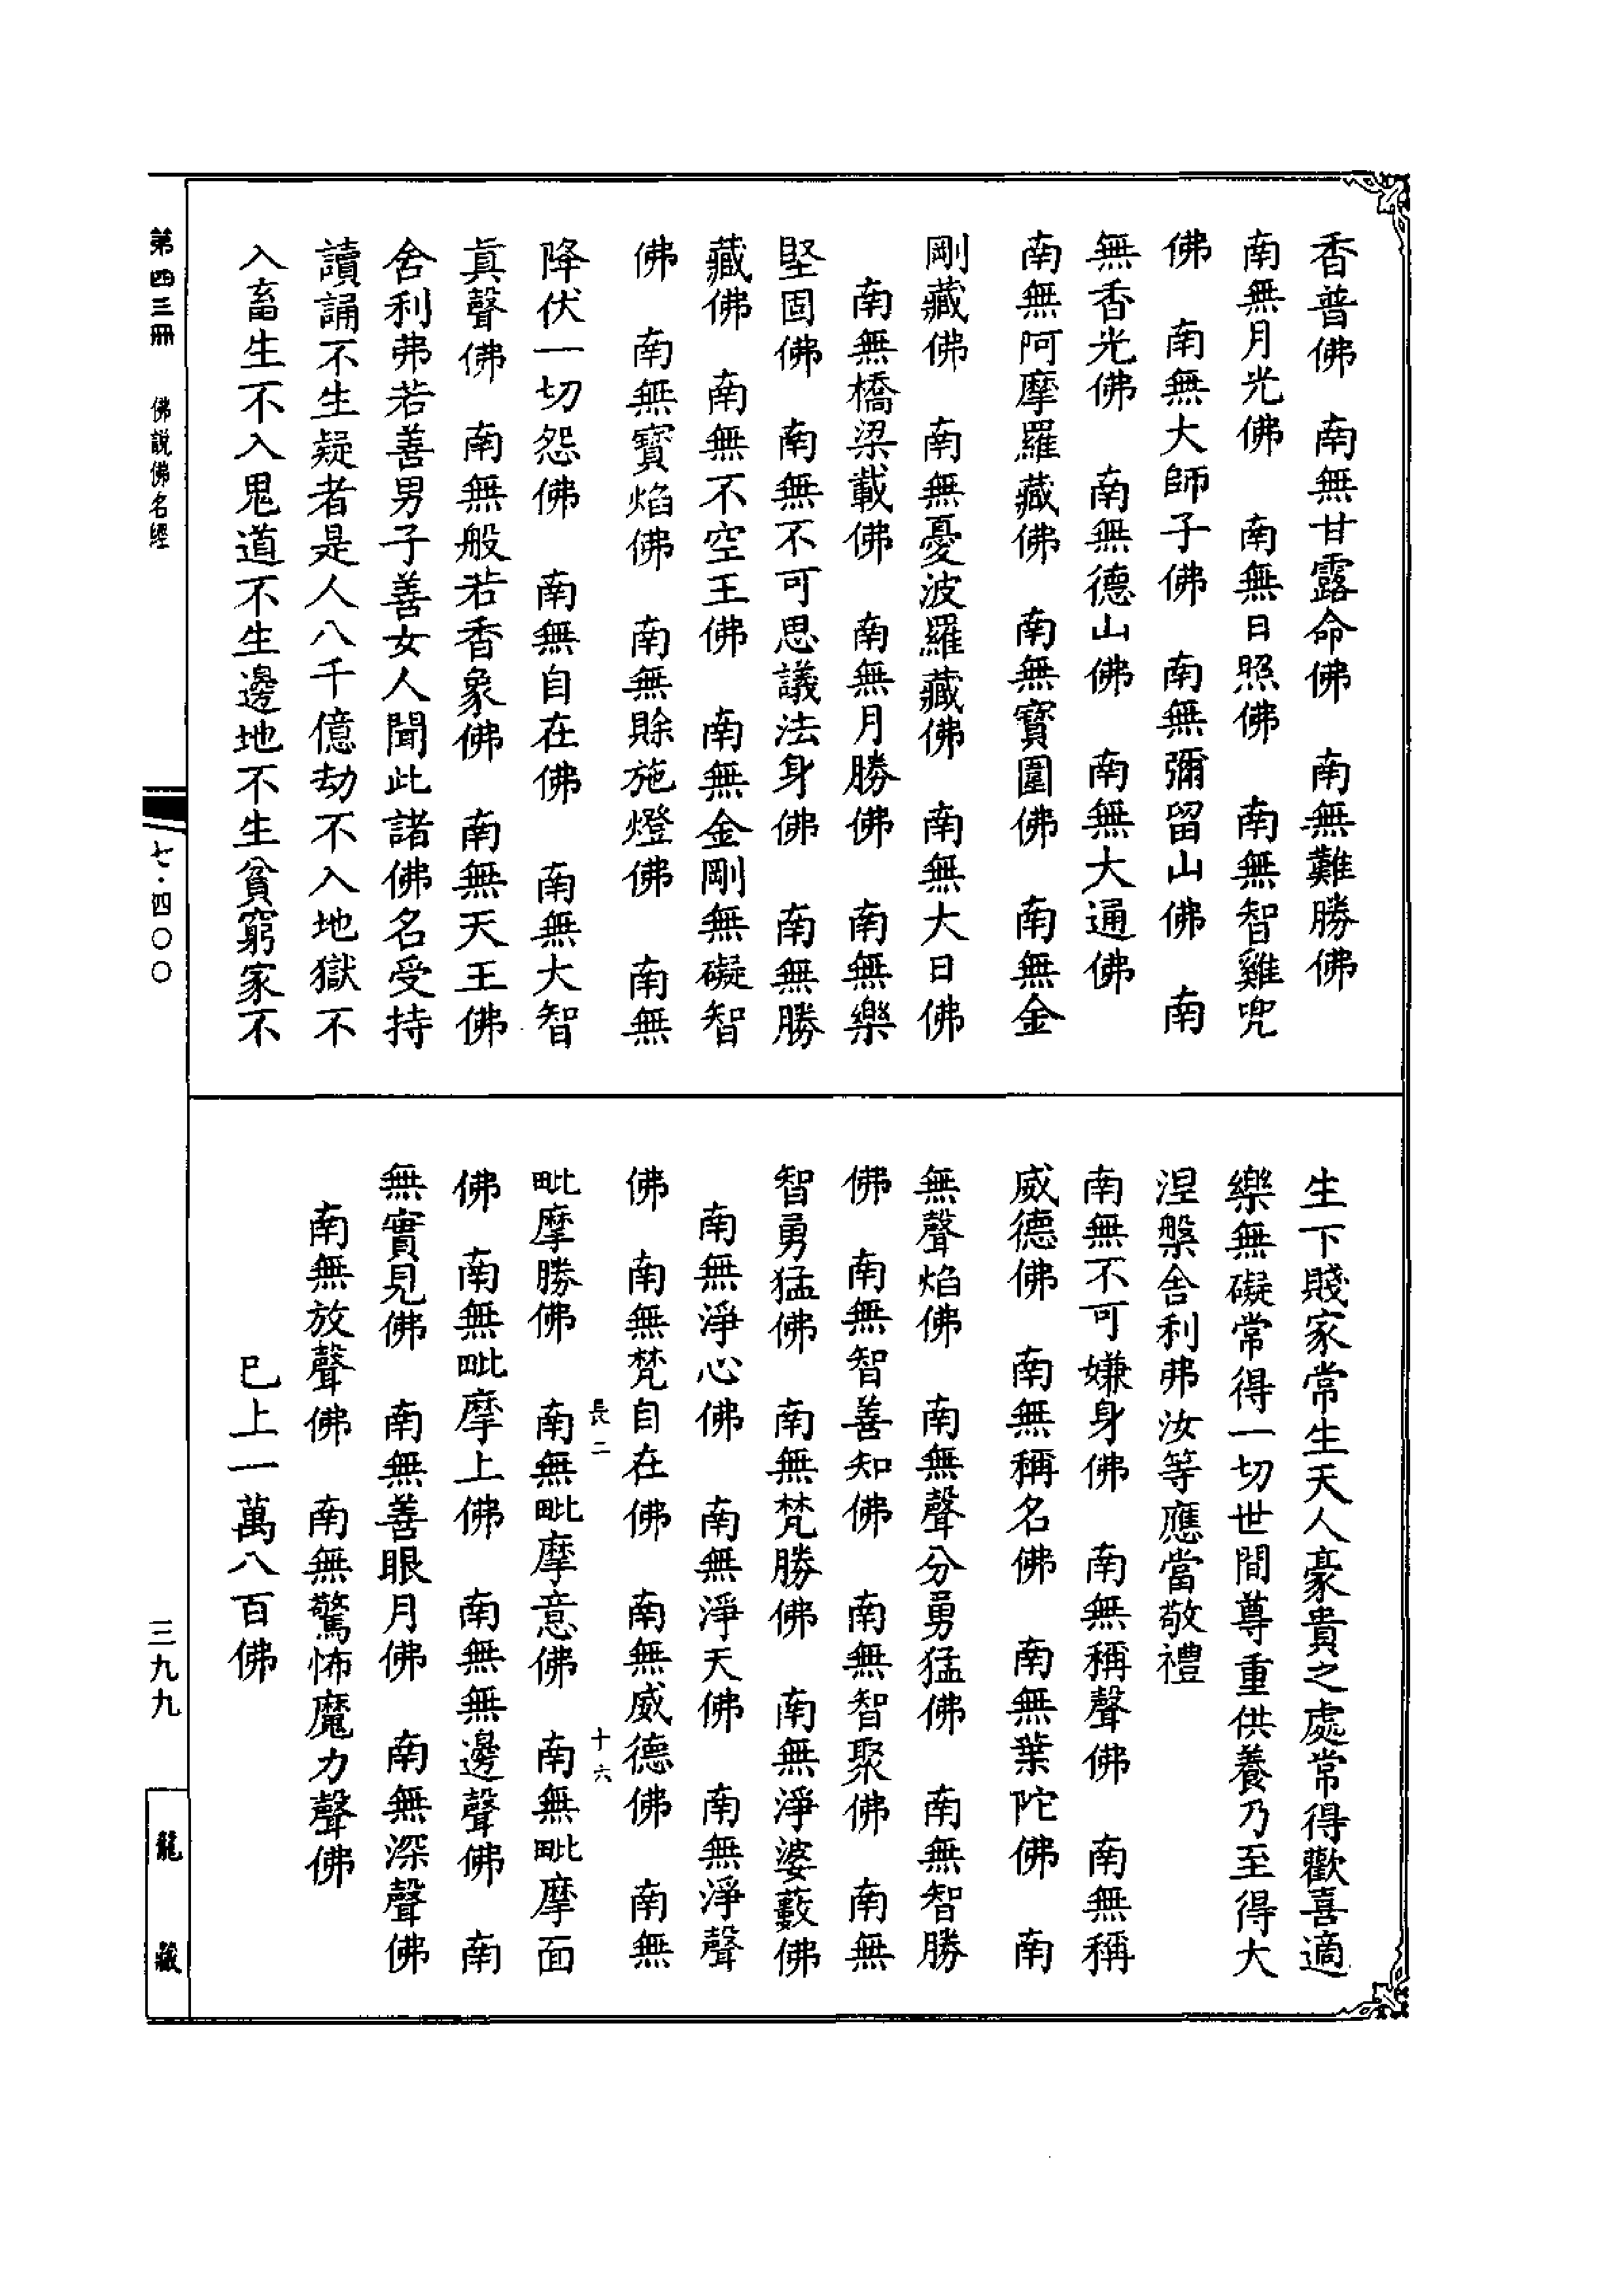 香普佛　南無甘露命佛　南無難勝佛
南無月光佛　南無日照佛　南無智雞兜
佛　南無大師子佛　南無彌留山佛　南
無香光佛　南無德山佛　南無大通佛
南無阿摩羅藏佛　南無寶圍佛　南無金
剛藏佛　南無憂波羅藏佛　南無大日佛
南無橋梁載佛　南無月勝佛　南無樂
堅固佛　南無不可思議法身佛　南無勝
藏佛　南無不空王佛　南無金剛無礙智
佛　南無寶焰佛　南無賒施燈佛　南無
降伏一切怨佛　南無自在佛　南無大智
真聲佛　南無般若香象佛　南無天王佛
舍利弗若善男子善女人聞此諸佛名受持
讀誦不生疑者是人八千億劫不入地獄不
入畜生不入鬼道不生邊地不生貧窮家不
生下賤家常生天人豪貴之處常得歡喜適
樂無礙常得一切世間尊重供養乃至得大
涅槃舍利弗汝等應當敬禮
南無不可嫌身佛　南無稱聲佛　南無稱
威德佛　南無稱名佛　南無葉陀佛　南
無聲焰佛　南無聲分勇猛佛　南無智勝
佛　南無智善知佛　南無智聚佛　南無
智勇猛佛　南無梵勝佛　南無淨婆藪佛
南無淨心佛　南無淨天佛　南無淨聲
佛　南無梵自在佛　南無威德佛　南無
長二　十六
毗摩勝佛　南無毗摩意佛　南無毗摩面
佛　南無毗摩上佛　南無無邊聲佛　南
無實見佛　南無善眼月佛　南無深聲佛
南無放聲佛　南無驚怖魔力聲佛
已上一萬八百佛
第四三冊　佛說佛名經
七·四〇〇
三九九
龍藏